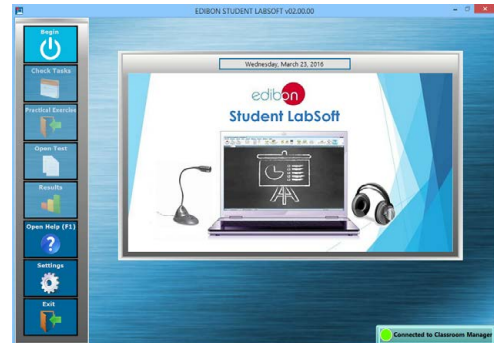 EDIBON STUDENT LABSOFT v02.00.00
Begin
Check Tasks
Practical Exercise
Open Test
Results
Open Help (F1)
?
Settings
Exit
Wednesday, March 23, 2016
edibon
Student LabSoft
Connected to Classroom Manager